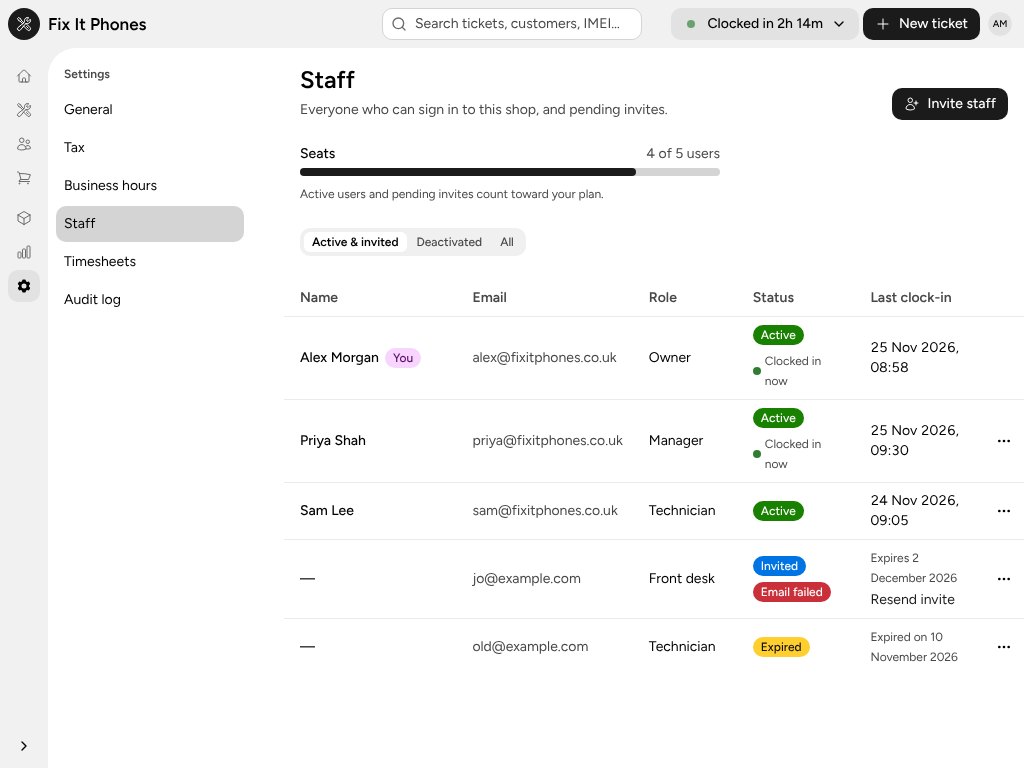 Fix It Phones
Search tickets, customers, IMEI...
Clocked in 2h 14m
New ticket
AM
Settings
General
Tax
Business hours
Staff
Timesheets
Audit log
Staff
Everyone who can sign in to this shop, and pending invites.
Invite staff
Seats
4 of 5 users
Active users and pending invites count toward your plan.
Active & invited
Deactivated
All
Name
Email
Role
Status
Last clock-in
Alex Morgan
You
alex@fixitphones.co.uk
Owner
Active
Clocked in
now
25 Nov 2026,
08:58
Priya Shah
priya@fixitphones.co.uk
Manager
Active
Clocked in
now
25 Nov 2026,
09:30
Sam Lee
sam@fixitphones.co.uk
Technician
Active
24 Nov 2026,
09:05
—
jo@example.com
Front desk
Invited
Email failed
Expires 2
December 2026
Resend invite
—
old@example.com
Technician
Expired
Expired on 10
November 2026